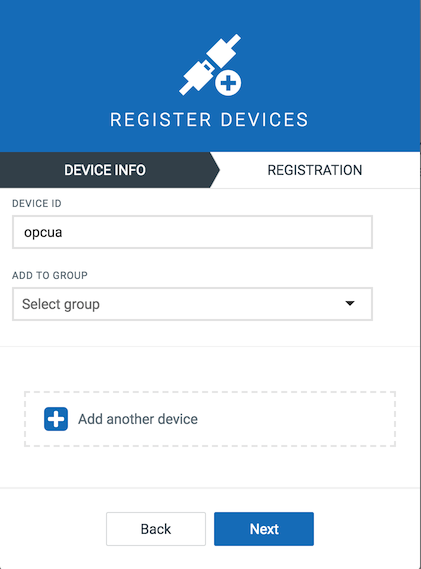 REGISTER DEVICES
DEVICE INFO
REGISTRATION
DEVICE ID
opcua
ADD TO GROUP
Select group
Add another device
Back
Next